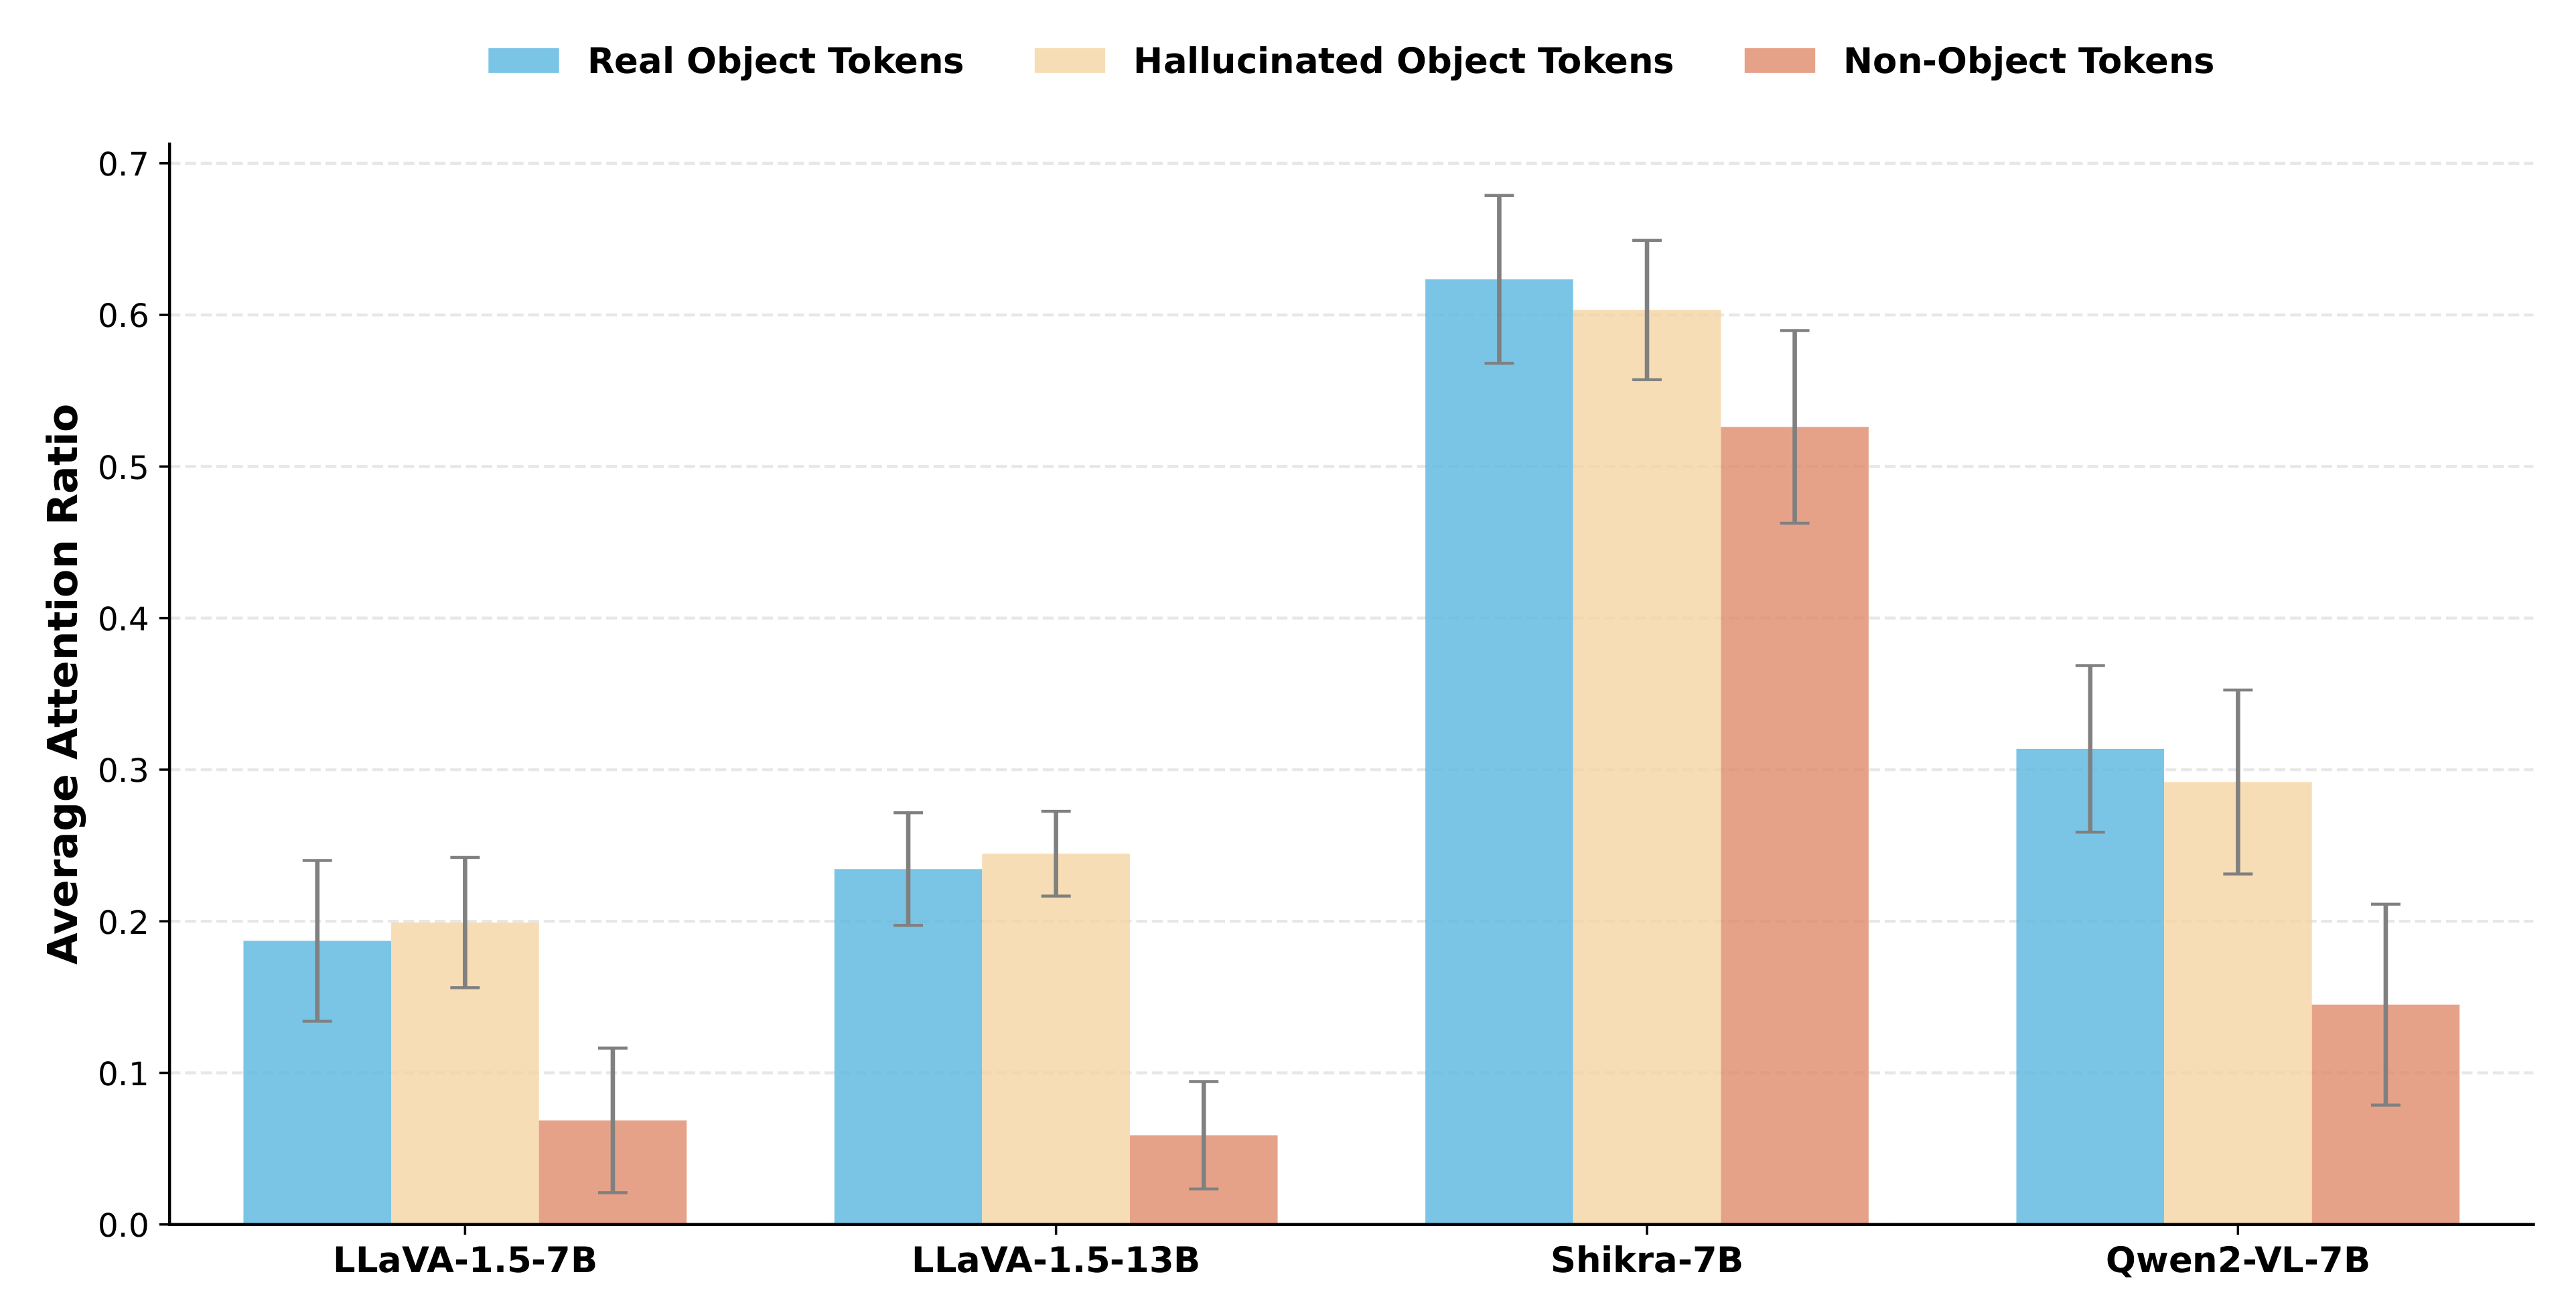 Real Object Tokens Hallucinated Object Tokens Non-Object Tokens
Average Attention Ratio
0.7
0.6
0.5
0.4
0.3
0.2
0.1
0.0
LLaVA-1.5-7B LLaVA-1.5-13B Shikra-7B Qwen2-VL-7B